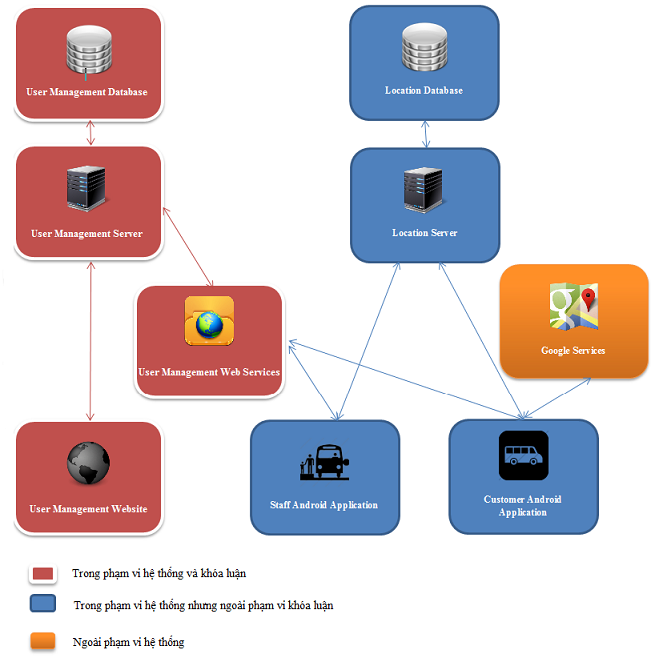 User Management Database
Location Database
User Management Server
Location Server
Google Services
User Management Web Services
User Management Website
Staff Android Application
Customer Android
Application
Trong phạm vi hệ thống và khóa luận
Trong phạm vi hệ thống nhưng ngoài phạm vi khóa luận
Ngoài phạm vi hệ thống